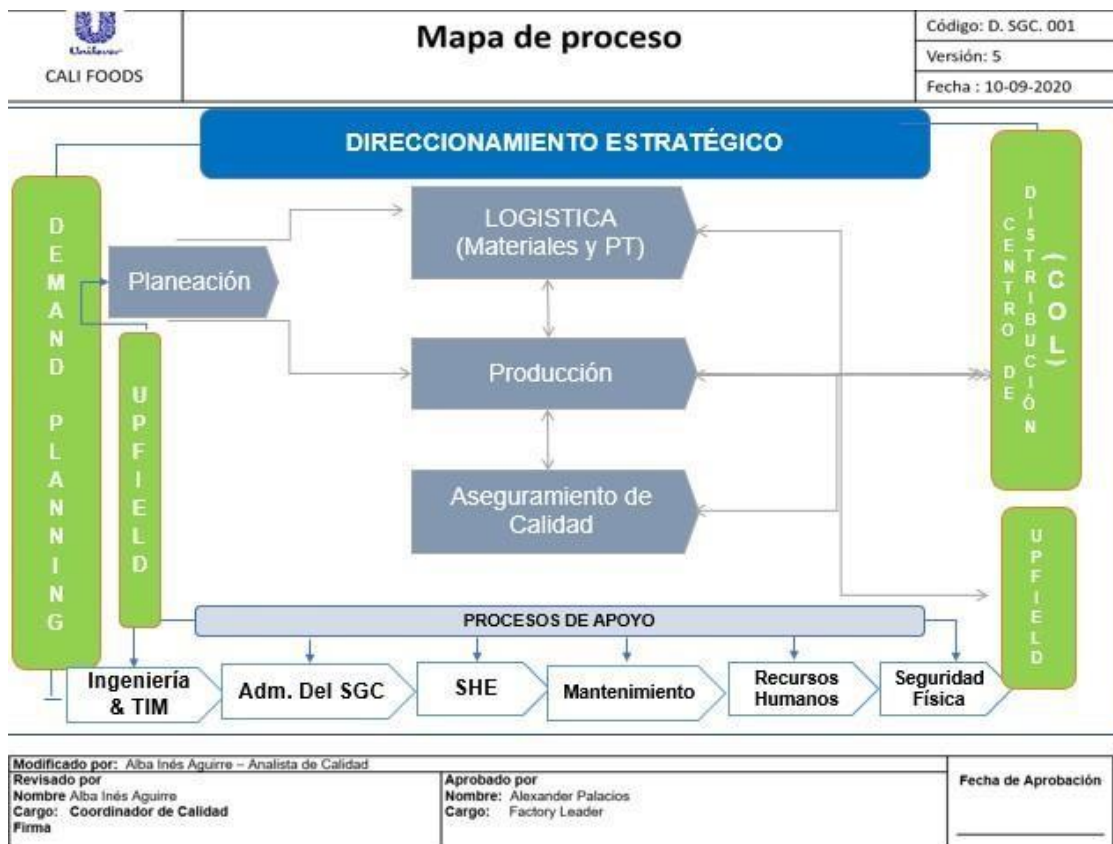 Unilever
CALI FOODS
Mapa de proceso
Código: D. SGC. 001
Versión: 5
Fecha : 10-09-2020
DIRECCIONAMIENTO ESTRATÉGICO
DEMAND PLANNING
Planeación
UPFIELD
LOGISTICA
(Materiales y PT)
Producción
Aseguramiento de
Calidad
CENTRO DE
DISTRIBUCIÓN
(COL)
UPFIELD
PROCESOS DE APOYO
Ingeniería
& TIM
Adm. Del SGC
SHE
Mantenimiento
Recursos
Humanos
Seguridad
Física
Modificado por: Alba Inés Aguirre – Analista de Calidad
Revisado por
Nombre Alba Inés Aguirre
Cargo: Coordinador de Calidad
Firma
Aprobado por
Nombre: Alexander Palacios
Cargo: Factory Leader
Fecha de Aprobación